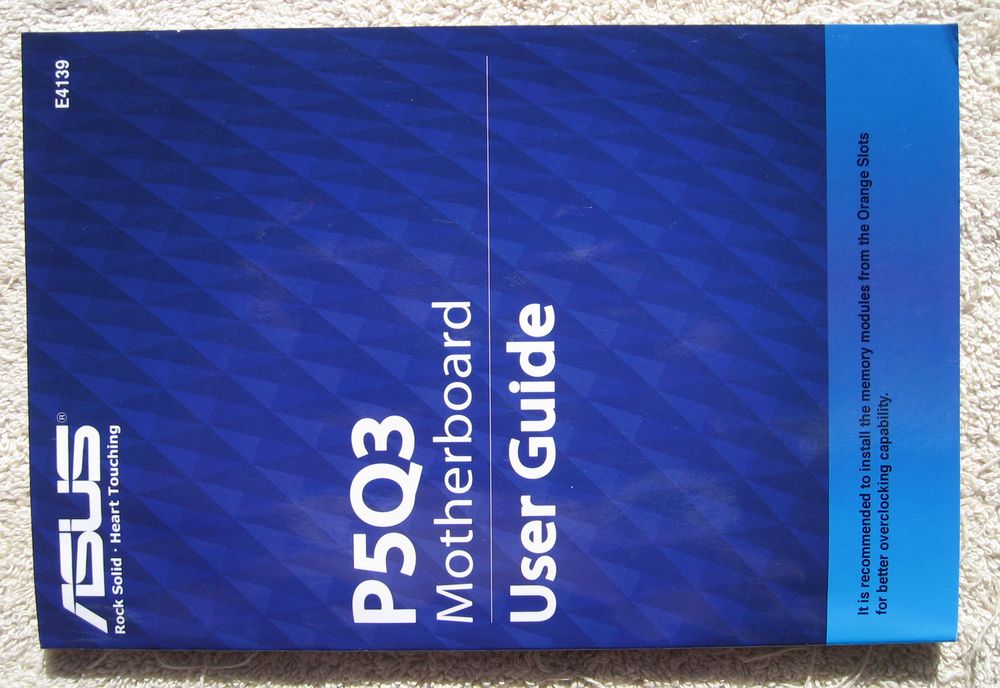 E4139
ASUS®
Rock Solid · Heart Touching
P5Q3
Motherboard
User Guide
It is recommended to install the memory modules from the Orange Slots
for better overclocking capability.